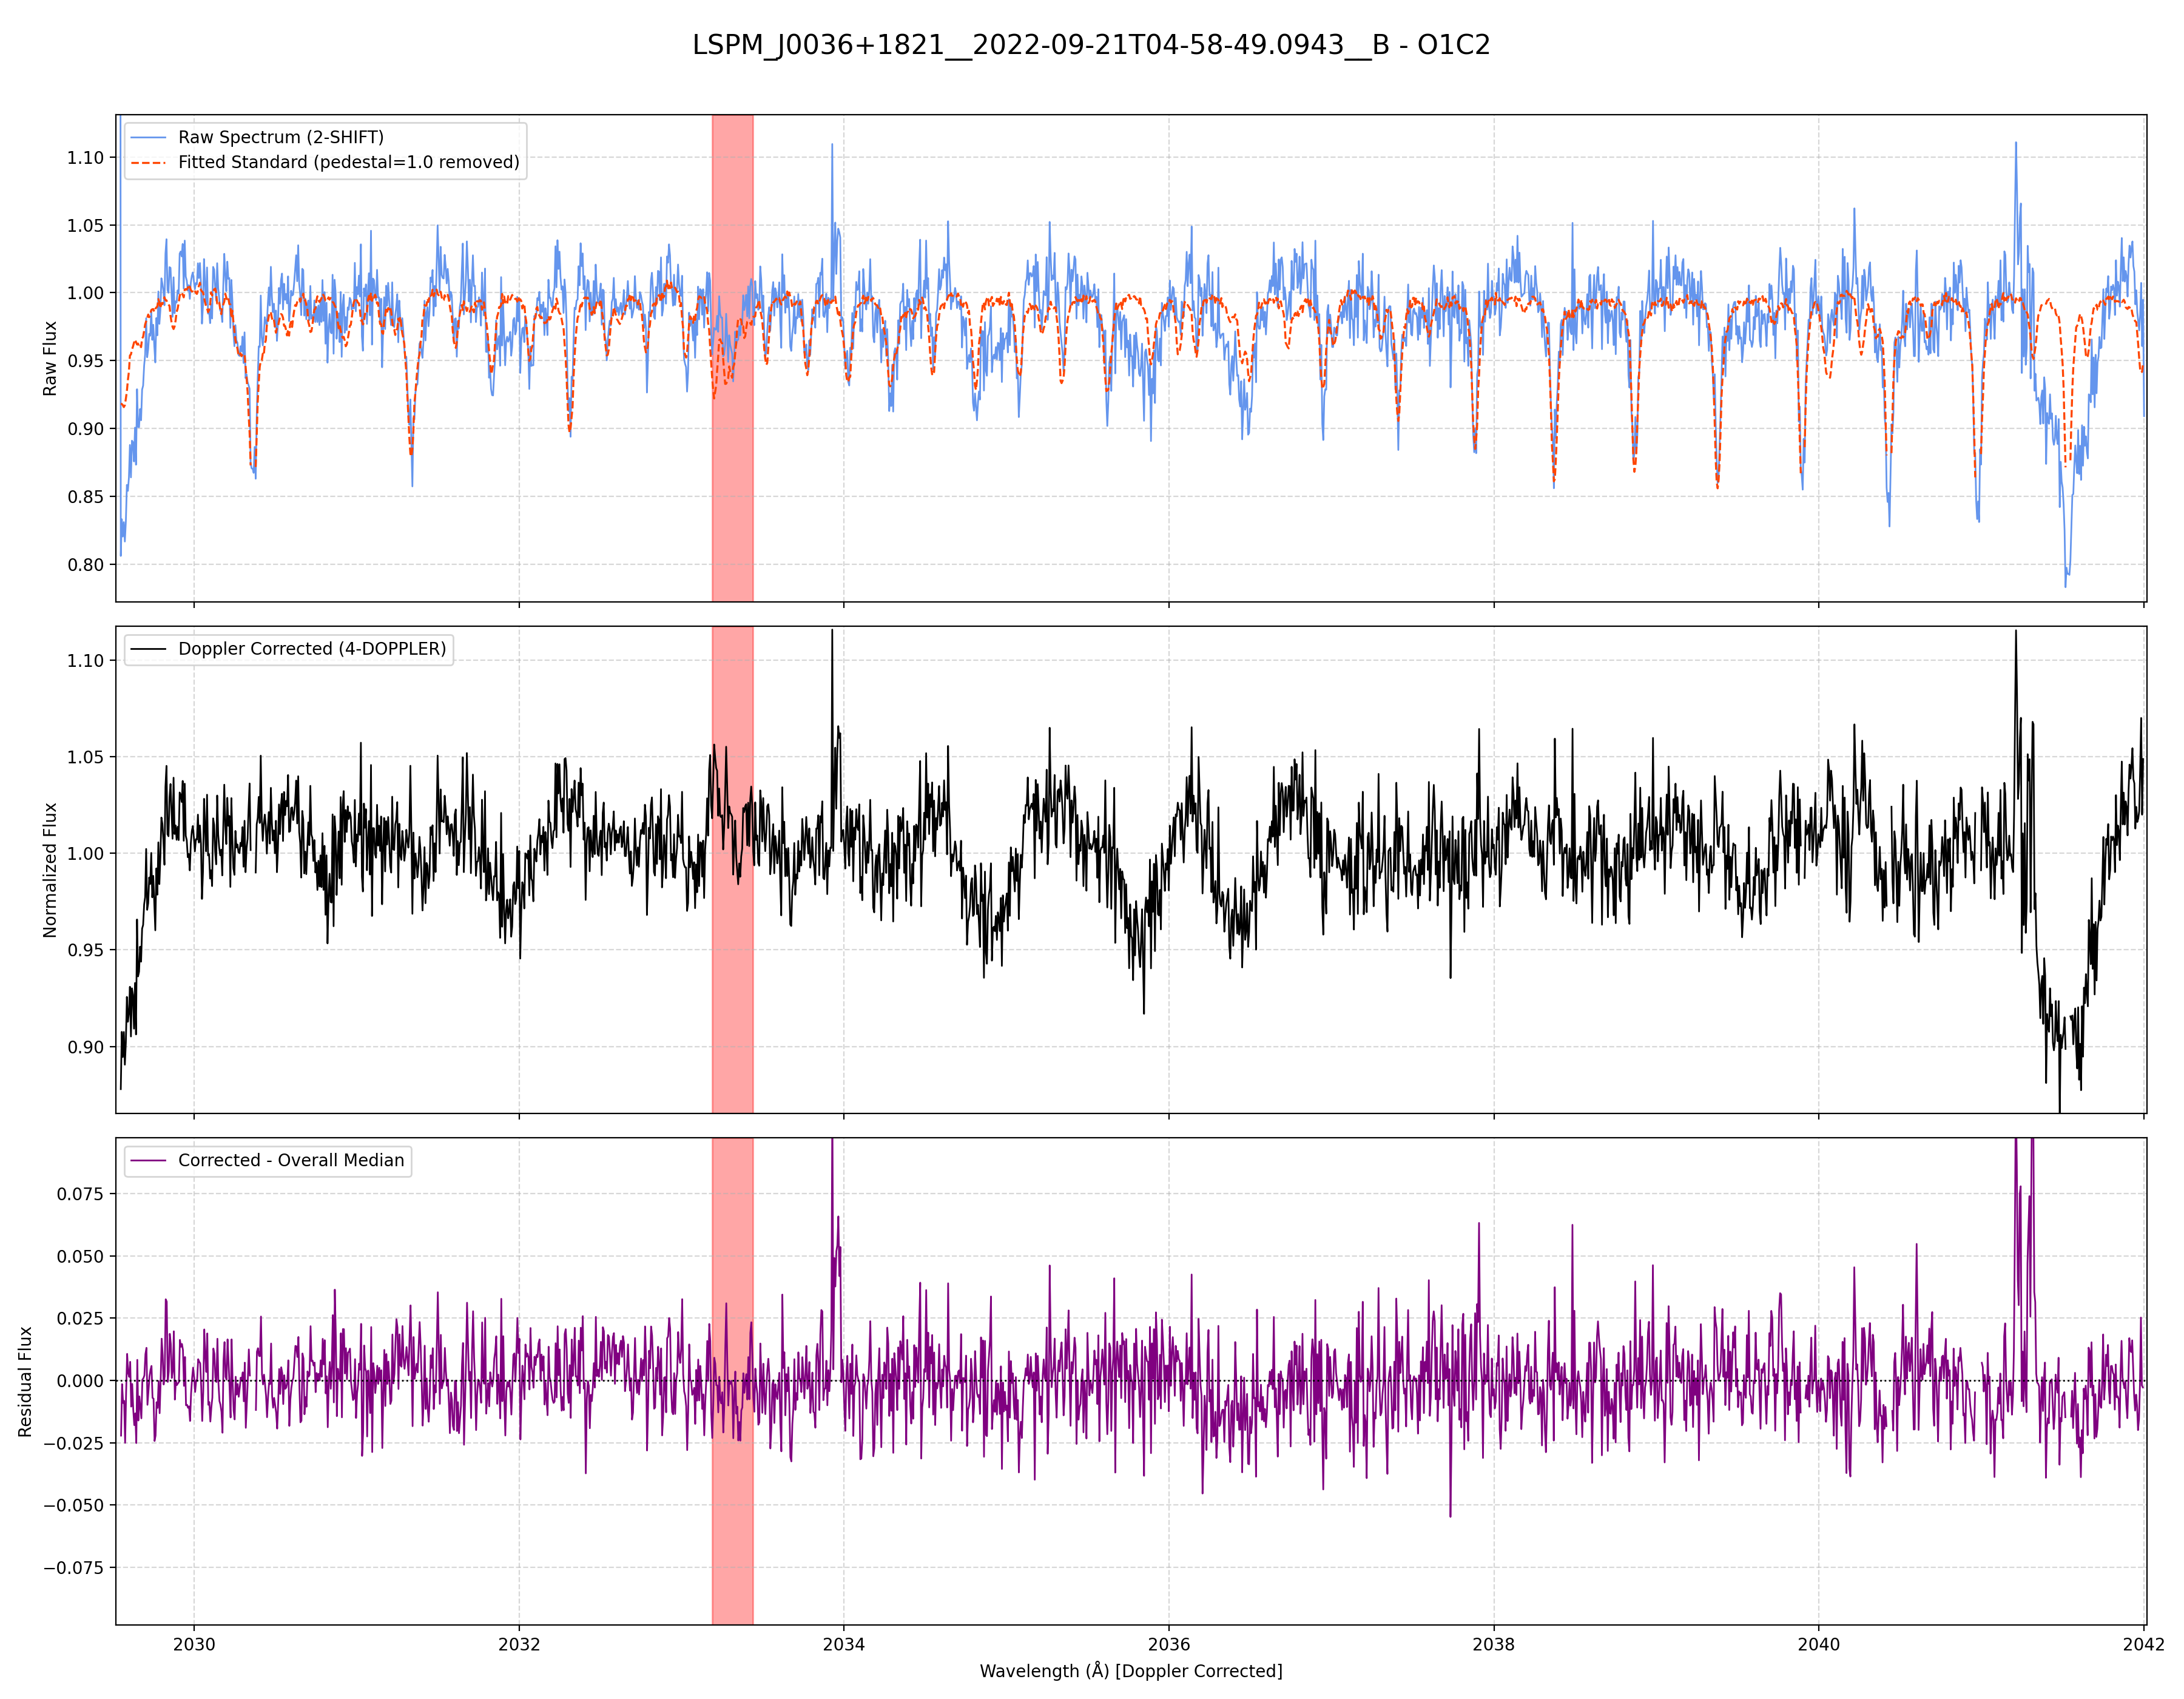 LSPM_J0036+1821__2022-09-21T04-58-49.0943__B - O1C2
Raw Spectrum (2-SHIFT)
Fitted Standard (pedestal=1.0 removed)
Raw Flux
1.10
1.05
1.00
0.95
0.90
0.85
0.80
Doppler Corrected (4-DOPPLER)
Normalized Flux
1.10
1.05
1.00
0.95
0.90
Corrected - Overall Median
Residual Flux
0.075
0.050
0.025
0.000
−0.025
−0.050
−0.075
2030 2032 2034 2036 2038 2040 2042
Wavelength (Å) [Doppler Corrected]